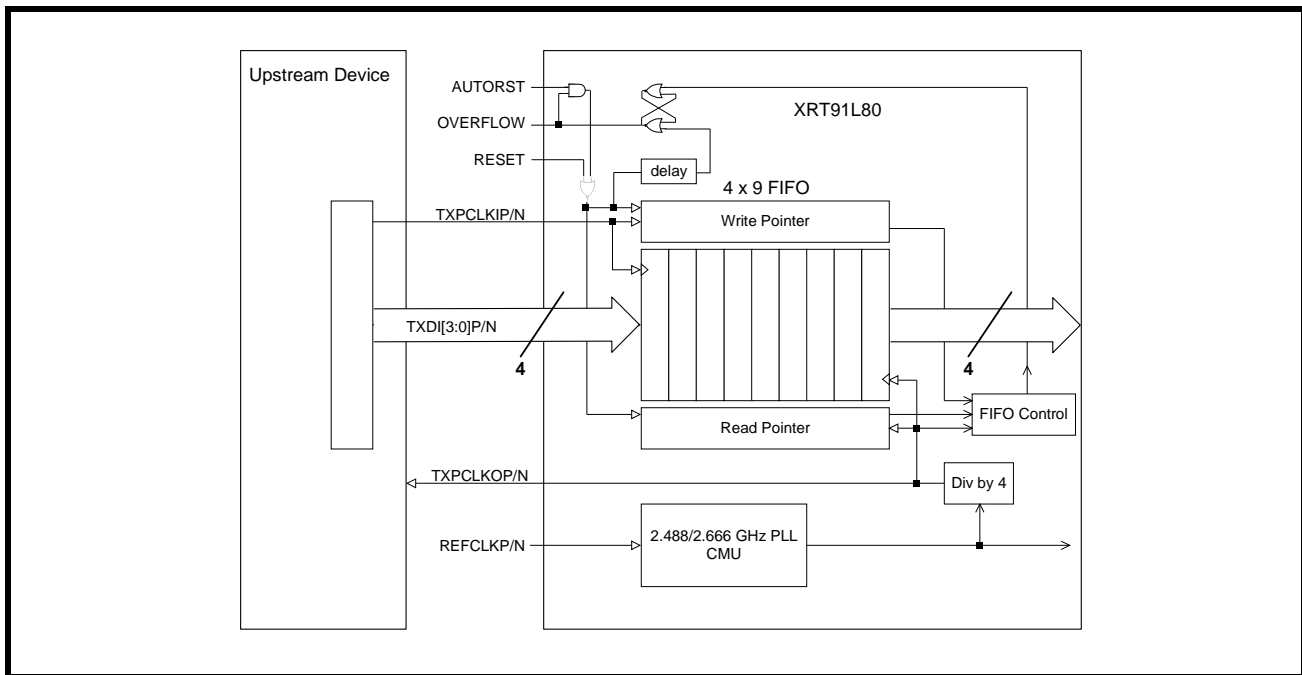 Upstream Device
AUTORST
OVERFLOW
RESET
XRT91L80
delay
4 x 9 FIFO
TXPCLKIP/N
Write Pointer
TXDI[3:0]P/N
4
4
Read Pointer
FIFO Control
TXPCLKOP/N
Div by 4
REFCLKP/N
2.488/2.666 GHz PLL
CMU